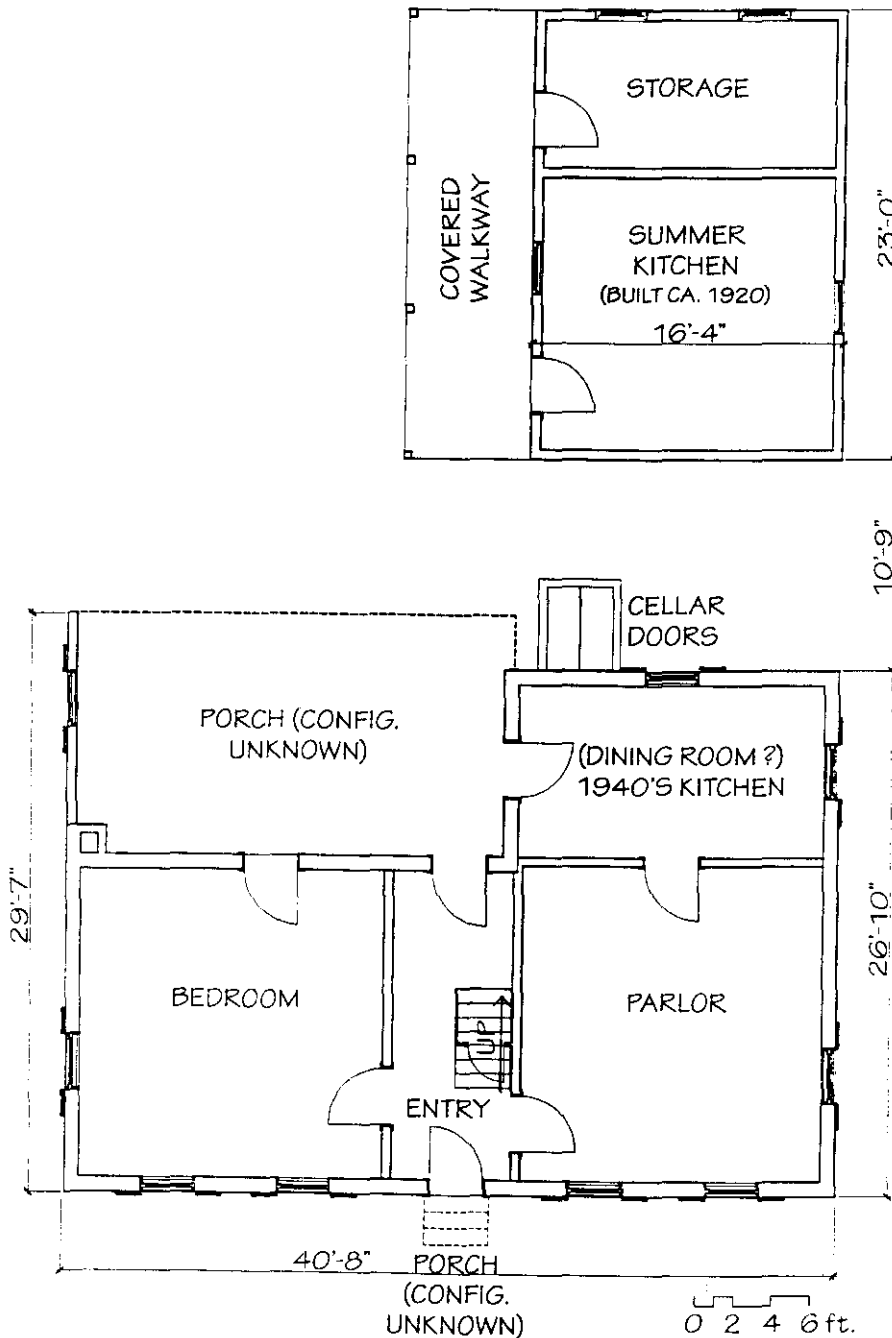 STORAGE
COVERED
WALKWAY
SUMMER
KITCHEN
(BUILT CA. 1920)
16'-4"
23'-0"
10'-9"
CELLAR
DOORS
PORCH (CONFIG.
UNKNOWN)
(DINING ROOM ?)
1940'S KITCHEN
29'-7"
26'-10"
BEDROOM
PARLOR
UP
ENTRY
40'-8"
PORCH
(CONFIG.
UNKNOWN)
0 2 4 6 ft.